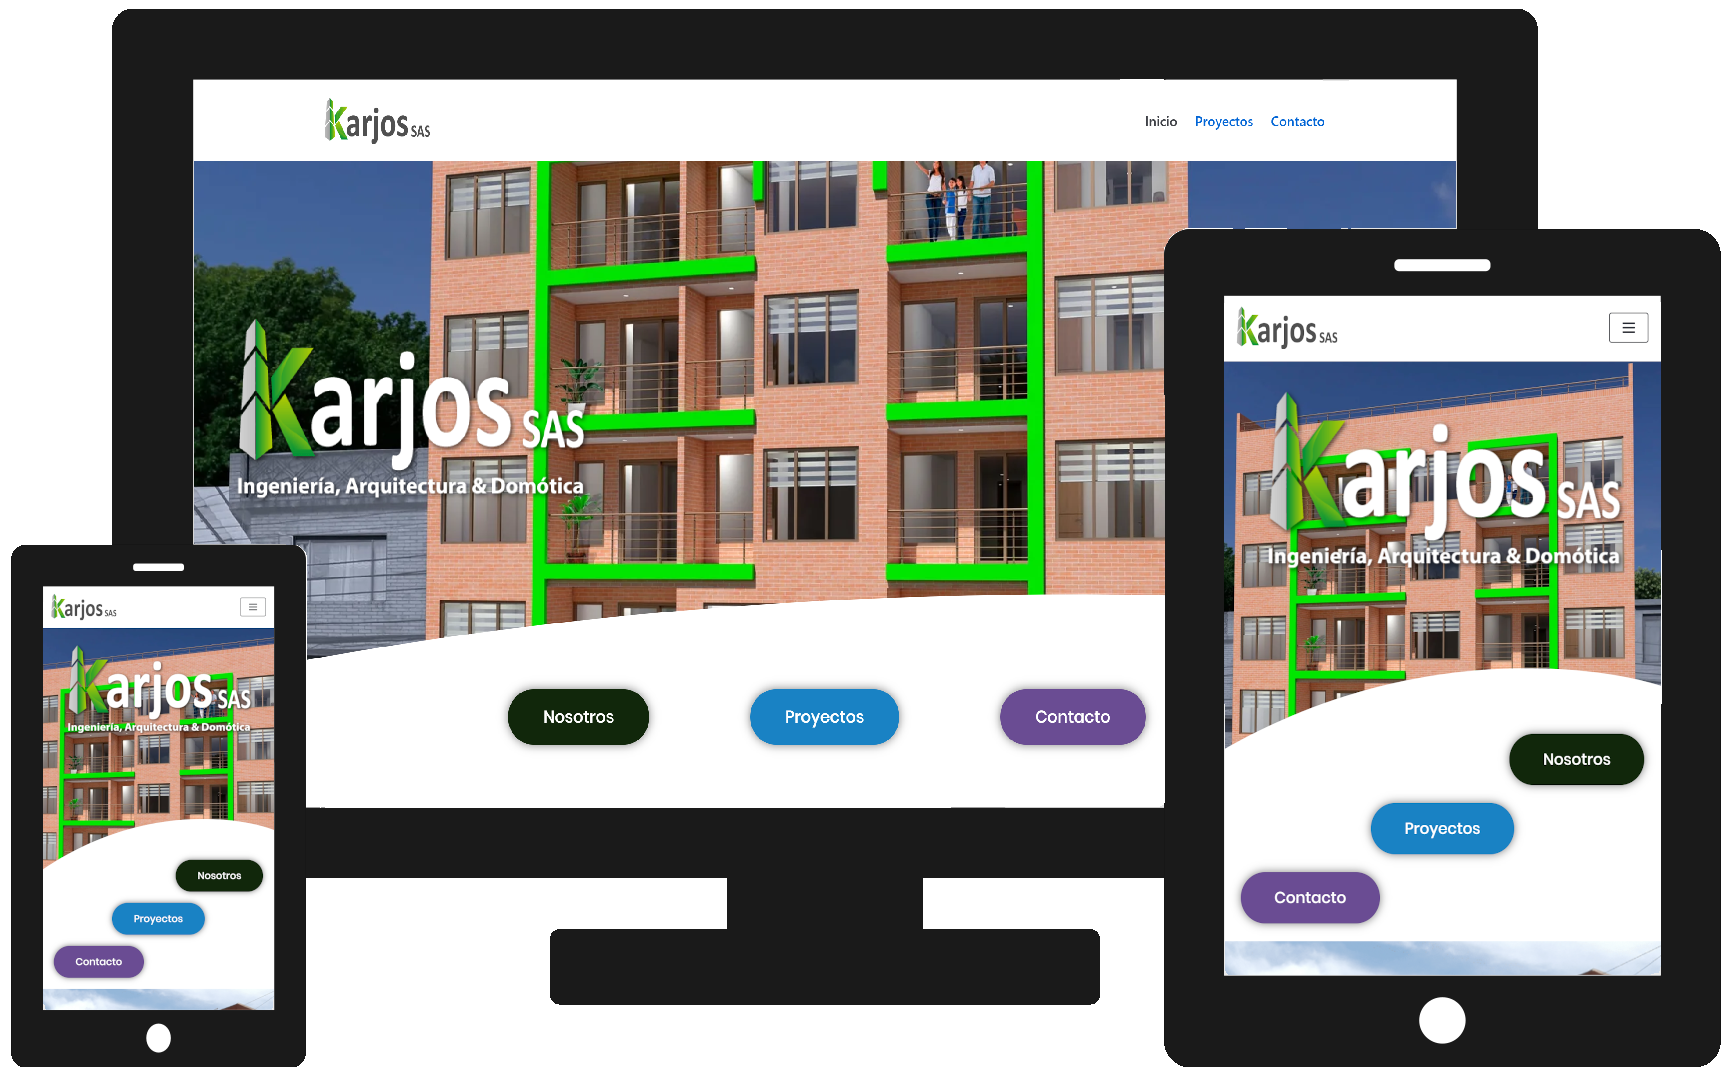 Karjos SAS
Inicio Proyectos Contacto
Karjos SAS
Ingeniería, Arquitectura & Domótica
Nosotros Proyectos Contacto
Karjos SAS
Karjos SAS
Ingeniería, Arquitectura & Domótica
Nosotros
Proyectos
Contacto
Karjos SAS
Karjos SAS
Ingeniería, Arquitectura & Domótica
Nosotros
Proyectos
Contacto